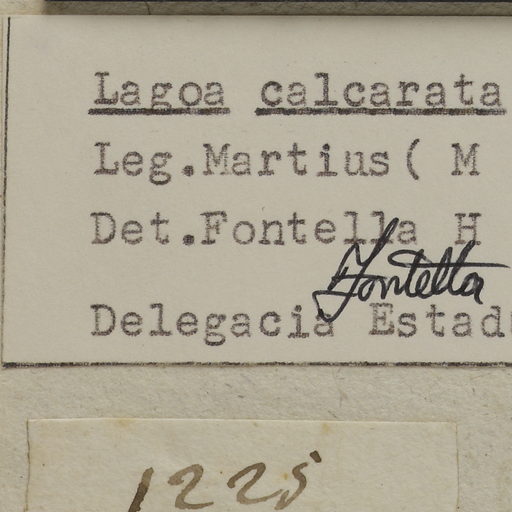 Lagoa calcarata
Leg.Martius( M
Det.Fontella H
Fontella
Delegacia Estad
1225